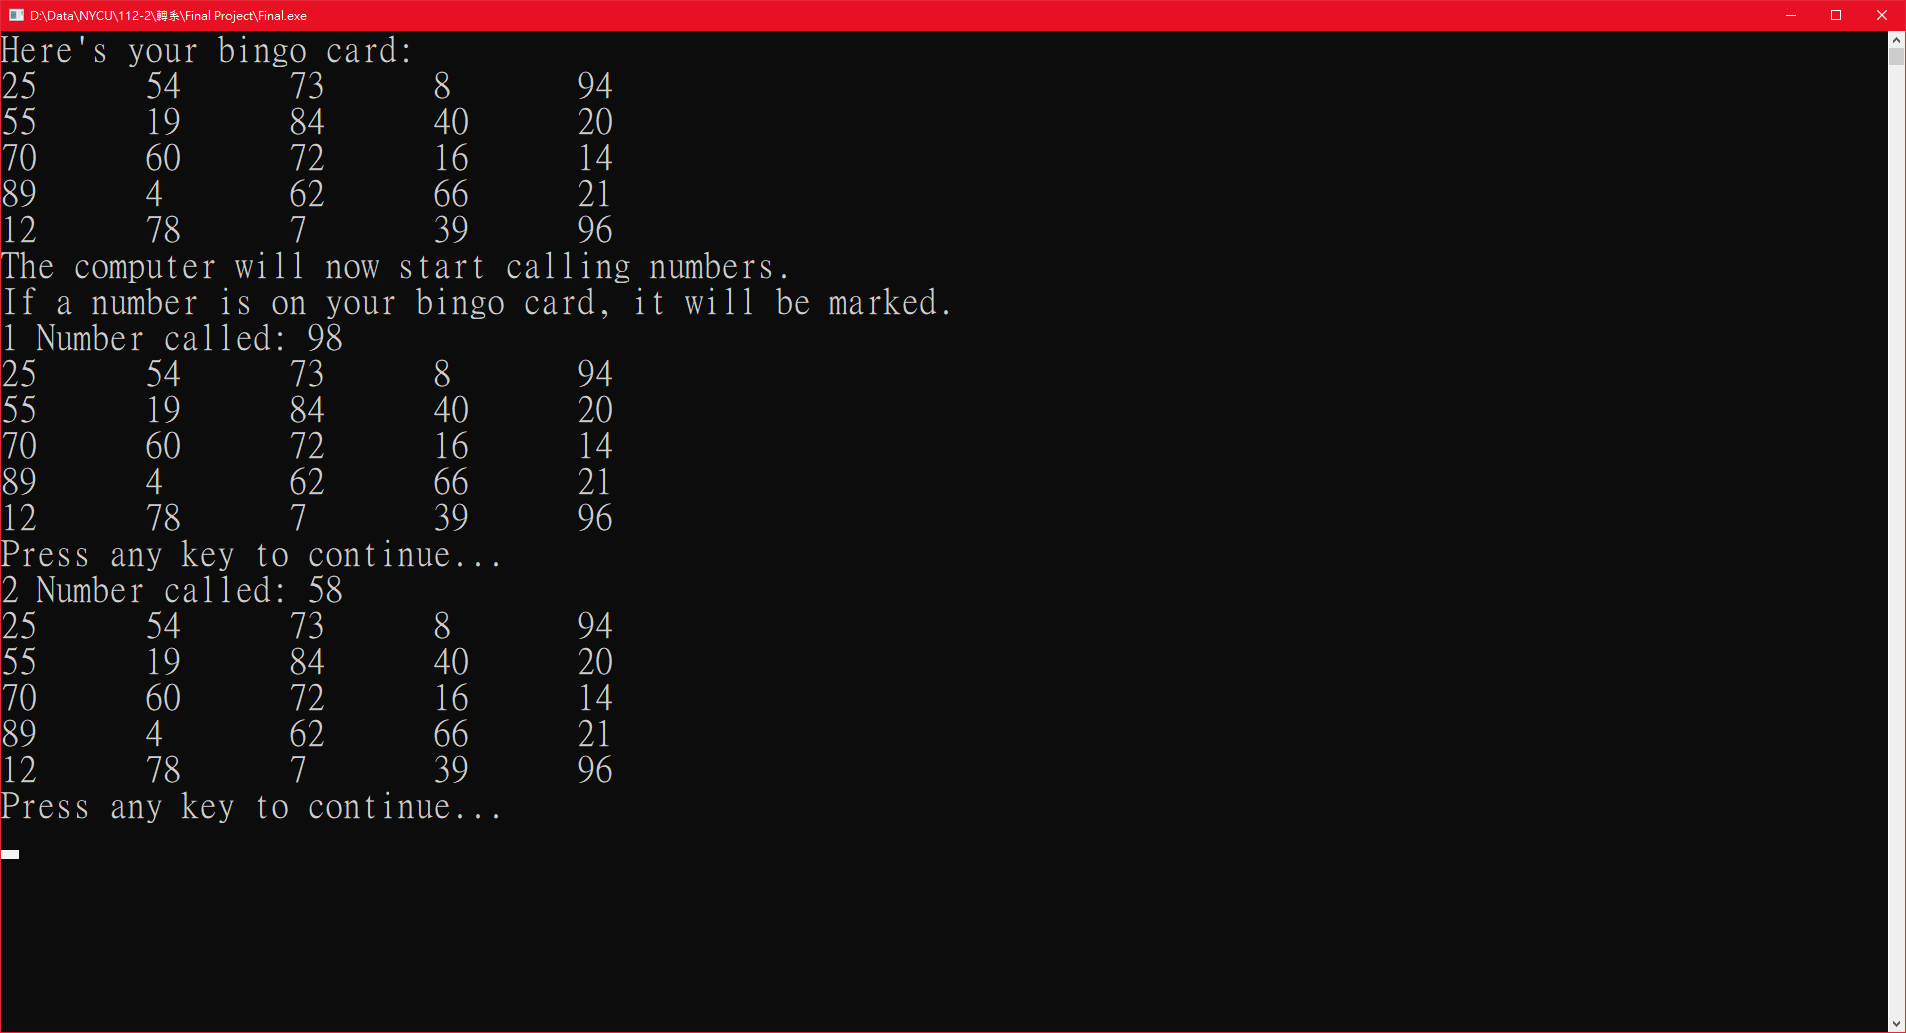 D:\Data\NYCU\112-2\轉系\Final Project\Final.exe
Here's your bingo card:
25 54 73 8 94
55 19 84 40 20
70 60 72 16 14
89 4 62 66 21
12 78 7 39 96
The computer will now start calling numbers.
If a number is on your bingo card, it will be marked.
1 Number called: 98
25 54 73 8 94
55 19 84 40 20
70 60 72 16 14
89 4 62 66 21
12 78 7 39 96
Press any key to continue...
2 Number called: 58
25 54 73 8 94
55 19 84 40 20
70 60 72 16 14
89 4 62 66 21
12 78 7 39 96
Press any key to continue...